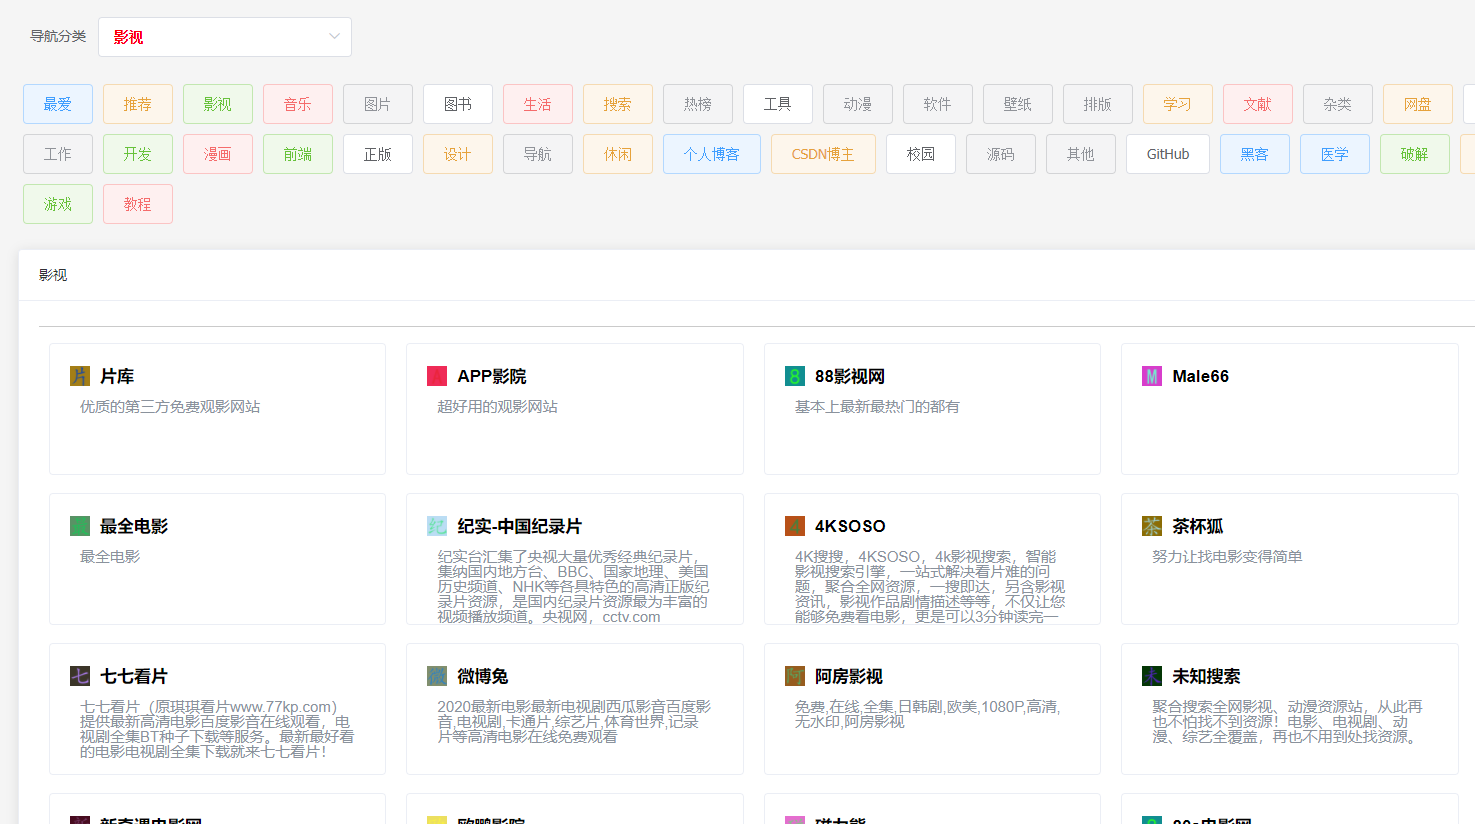 导航分类 影视
最爱 推荐 影视 音乐 图片 图书 生活 搜索 热榜 工具 动漫 软件 壁纸 排版 学习 文献 杂类 网盘
工作 开发 漫画 前端 正版 设计 导航 休闲 个人博客 CSDN博主 校园 源码 其他 GitHub 黑客 医学 破解
游戏 教程
影视
片 片库
优质的第三方免费观影网站
A APP影院
超好用的观影网站
8 88影视网
基本上最新最热门的都有
M Male66
最全电影
最全电影
纪 纪实-中国纪录片
纪实台汇集了央视大量优秀经典纪录片，
集纳国内地方台、BBC、国家地理、美国
历史频道、NHK等各具特色的高清正版纪
录片资源，是国内纪录片资源最为丰富的
视频播放频道。央视网，cctv.com
4 4KSOSO
4K搜搜，4KSOSO，4k影视搜索，智能
影视搜索引擎，一站式解决看片难的问
题，聚合全网资源，一搜即达，另含影视
资讯，影视作品剧情描述等等，不仅让您
能够免费看电影，更是可以3分钟读完一
茶 茶杯狐
努力让找电影变得简单
七 七七看片
七七看片（原琪琪看片www.77kp.com）
提供最新高清电影百度影音在线观看，电
视剧全集BT种子下载等服务。最新最好看
的电影电视剧全集下载就来七七看片！
微 微博兔
2020最新电影最新电视剧西瓜影音百度影
音,电视剧,卡通片,综艺片,体育世界,记录
片等高清电影在线免费观看
阿 阿房影视
免费,在线,全集,日韩剧,欧美,1080P,高清,
无水印,阿房影视
未 未知搜索
聚合搜索全网影视、动漫资源站，从此再
也不怕找不到资源！电影、电视剧、动
漫、综艺全覆盖，再也不用到处找资源。
新奇遇电影网
欧鹏影院
磁力熊
8 80s电影网